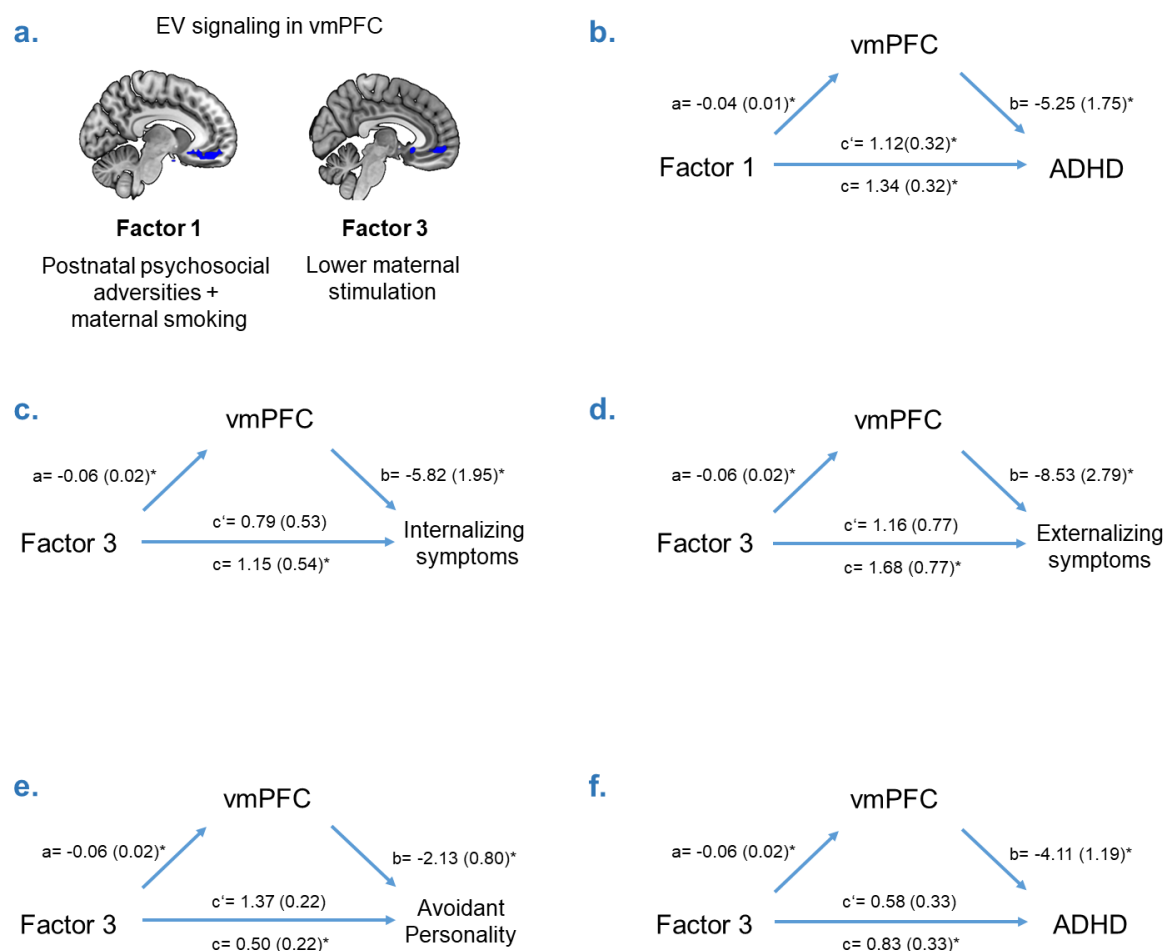 a.
EV signaling in vmPFC
Factor 1
Postnatal psychosocial
adversities +
maternal smoking
Factor 3
Lower maternal
stimulation
b.
vmPFC
a= -0.04 (0.01)*
b= -5.25 (1.75)*
Factor 1
c‘= 1.12(0.32)*
c= 1.34 (0.32)*
ADHD
c.
vmPFC
a= -0.06 (0.02)*
b= -5.82 (1.95)*
Factor 3
c‘= 0.79 (0.53)
c= 1.15 (0.54)*
Internalizing
symptoms
d.
vmPFC
a= -0.06 (0.02)*
b= -8.53 (2.79)*
Factor 3
c‘= 1.16 (0.77)
c= 1.68 (0.77)*
Externalizing
symptoms
e.
vmPFC
a= -0.06 (0.02)*
b= -2.13 (0.80)*
Factor 3
c‘= 1.37 (0.22)
c= 0.50 (0.22)*
Avoidant
Personality
f.
vmPFC
a= -0.06 (0.02)*
b= -4.11 (1.19)*
Factor 3
c‘= 0.58 (0.33)
c= 0.83 (0.33)*
ADHD